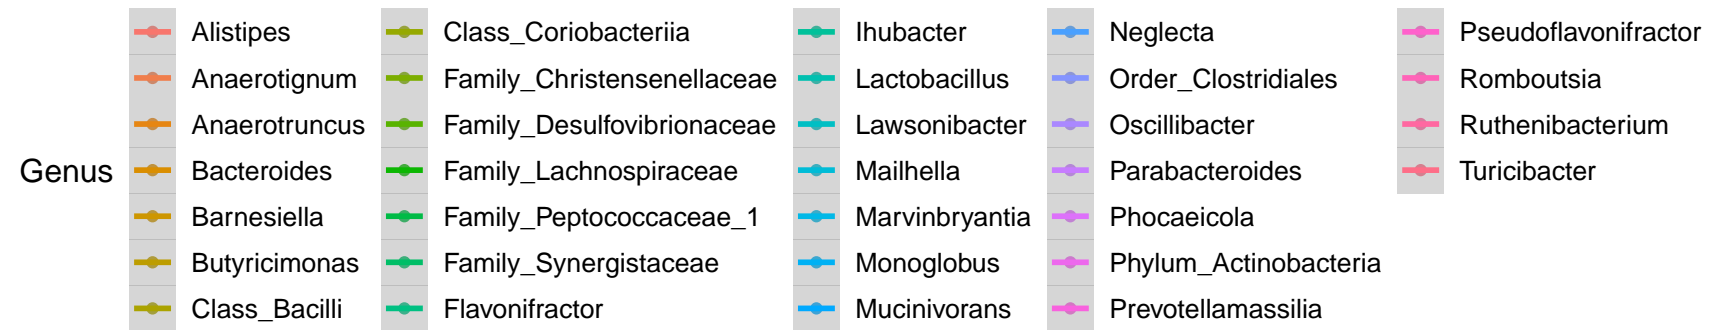 Genus
Alistipes
Anaerotignum
Anaerotruncus
Bacteroides
Barnesiella
Butyricimonas
Class_Bacilli
Class_Coriobacteriia
Family_Christensenellaceae
Family_Desulfovibrionaceae
Family_Lachnospiraceae
Family_Peptococcaceae_1
Family_Synergistaceae
Flavonifractor
Ihubacter
Lactobacillus
Lawsonibacter
Mailhella
Marvinbryantia
Monoglobus
Mucinivorans
Neglecta
Order_Clostridiales
Oscillibacter
Parabacteroides
Phocaeicola
Phylum_Actinobacteria
Prevotellamassilia
Pseudoflavonifractor
Romboutsia
Ruthenibacterium
Turicibacter